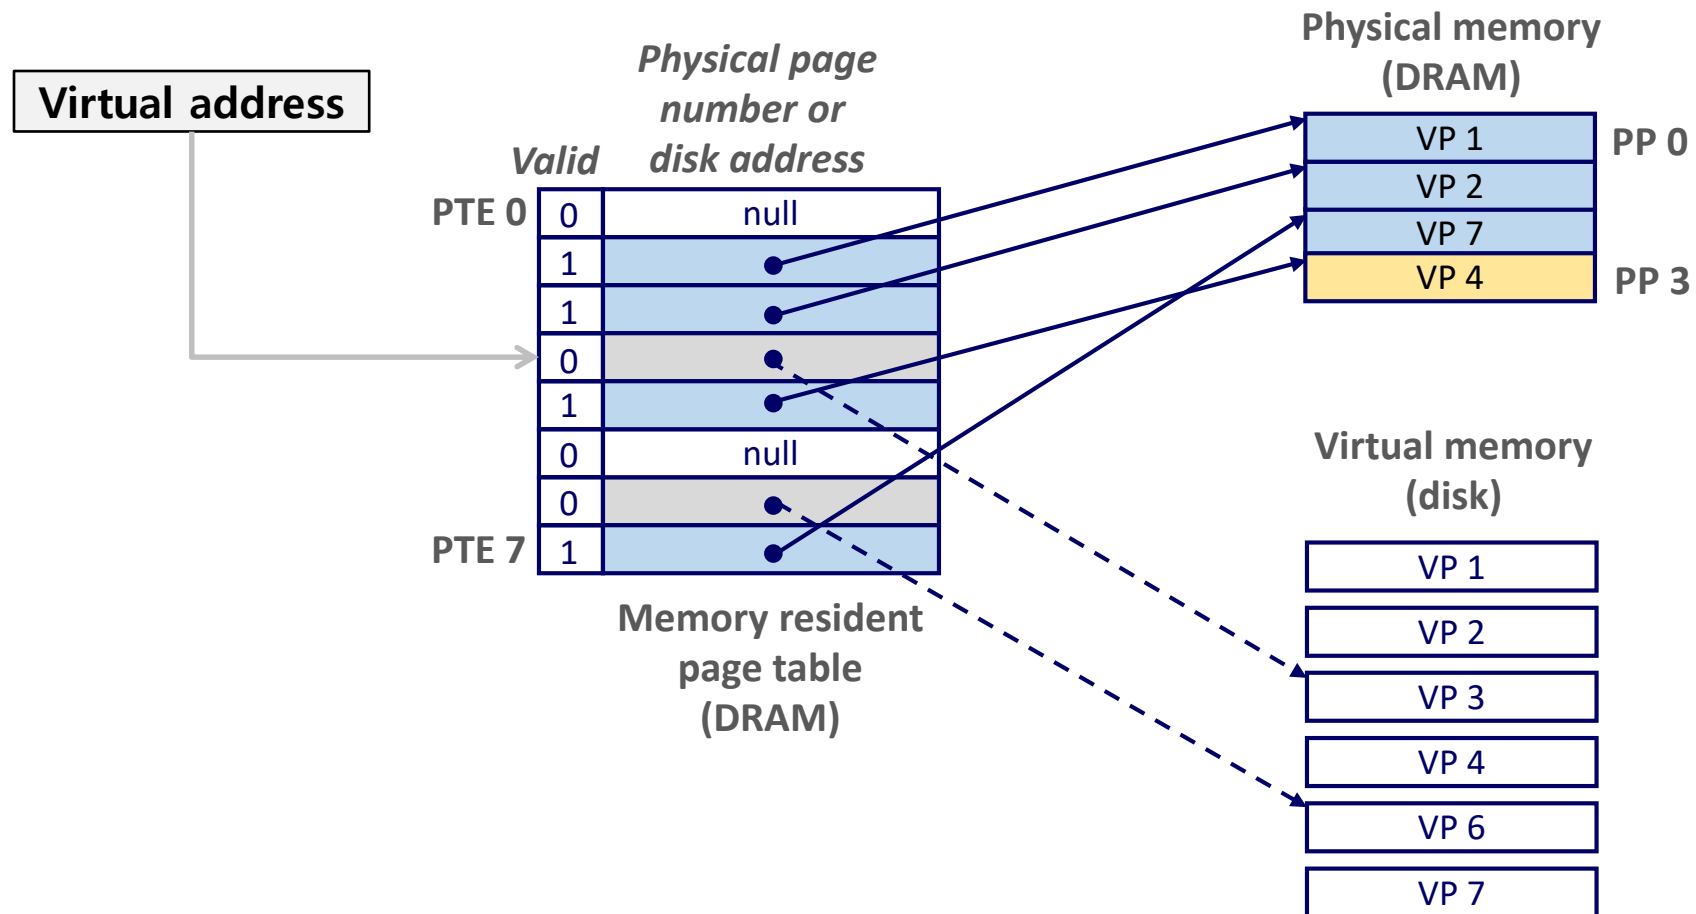 Virtual address
Physical page
number or
disk address
Valid
PTE 0
0
null
1
1
0
1
0
null
0
PTE 7
1
Memory resident
page table
(DRAM)
Physical memory
(DRAM)
VP 1
PP 0
VP 2
VP 7
VP 4
PP 3
Virtual memory
(disk)
VP 1
VP 2
VP 3
VP 4
VP 6
VP 7